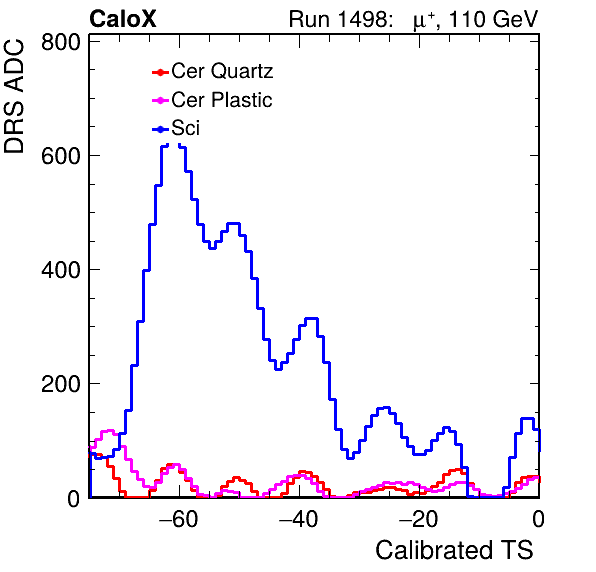 CaloX Run 1498: μ⁺, 110 GeV
DRS ADC
800
600
400
200
0
Cer Quartz
Cer Plastic
Sci
−60 −40 −20 0
Calibrated TS